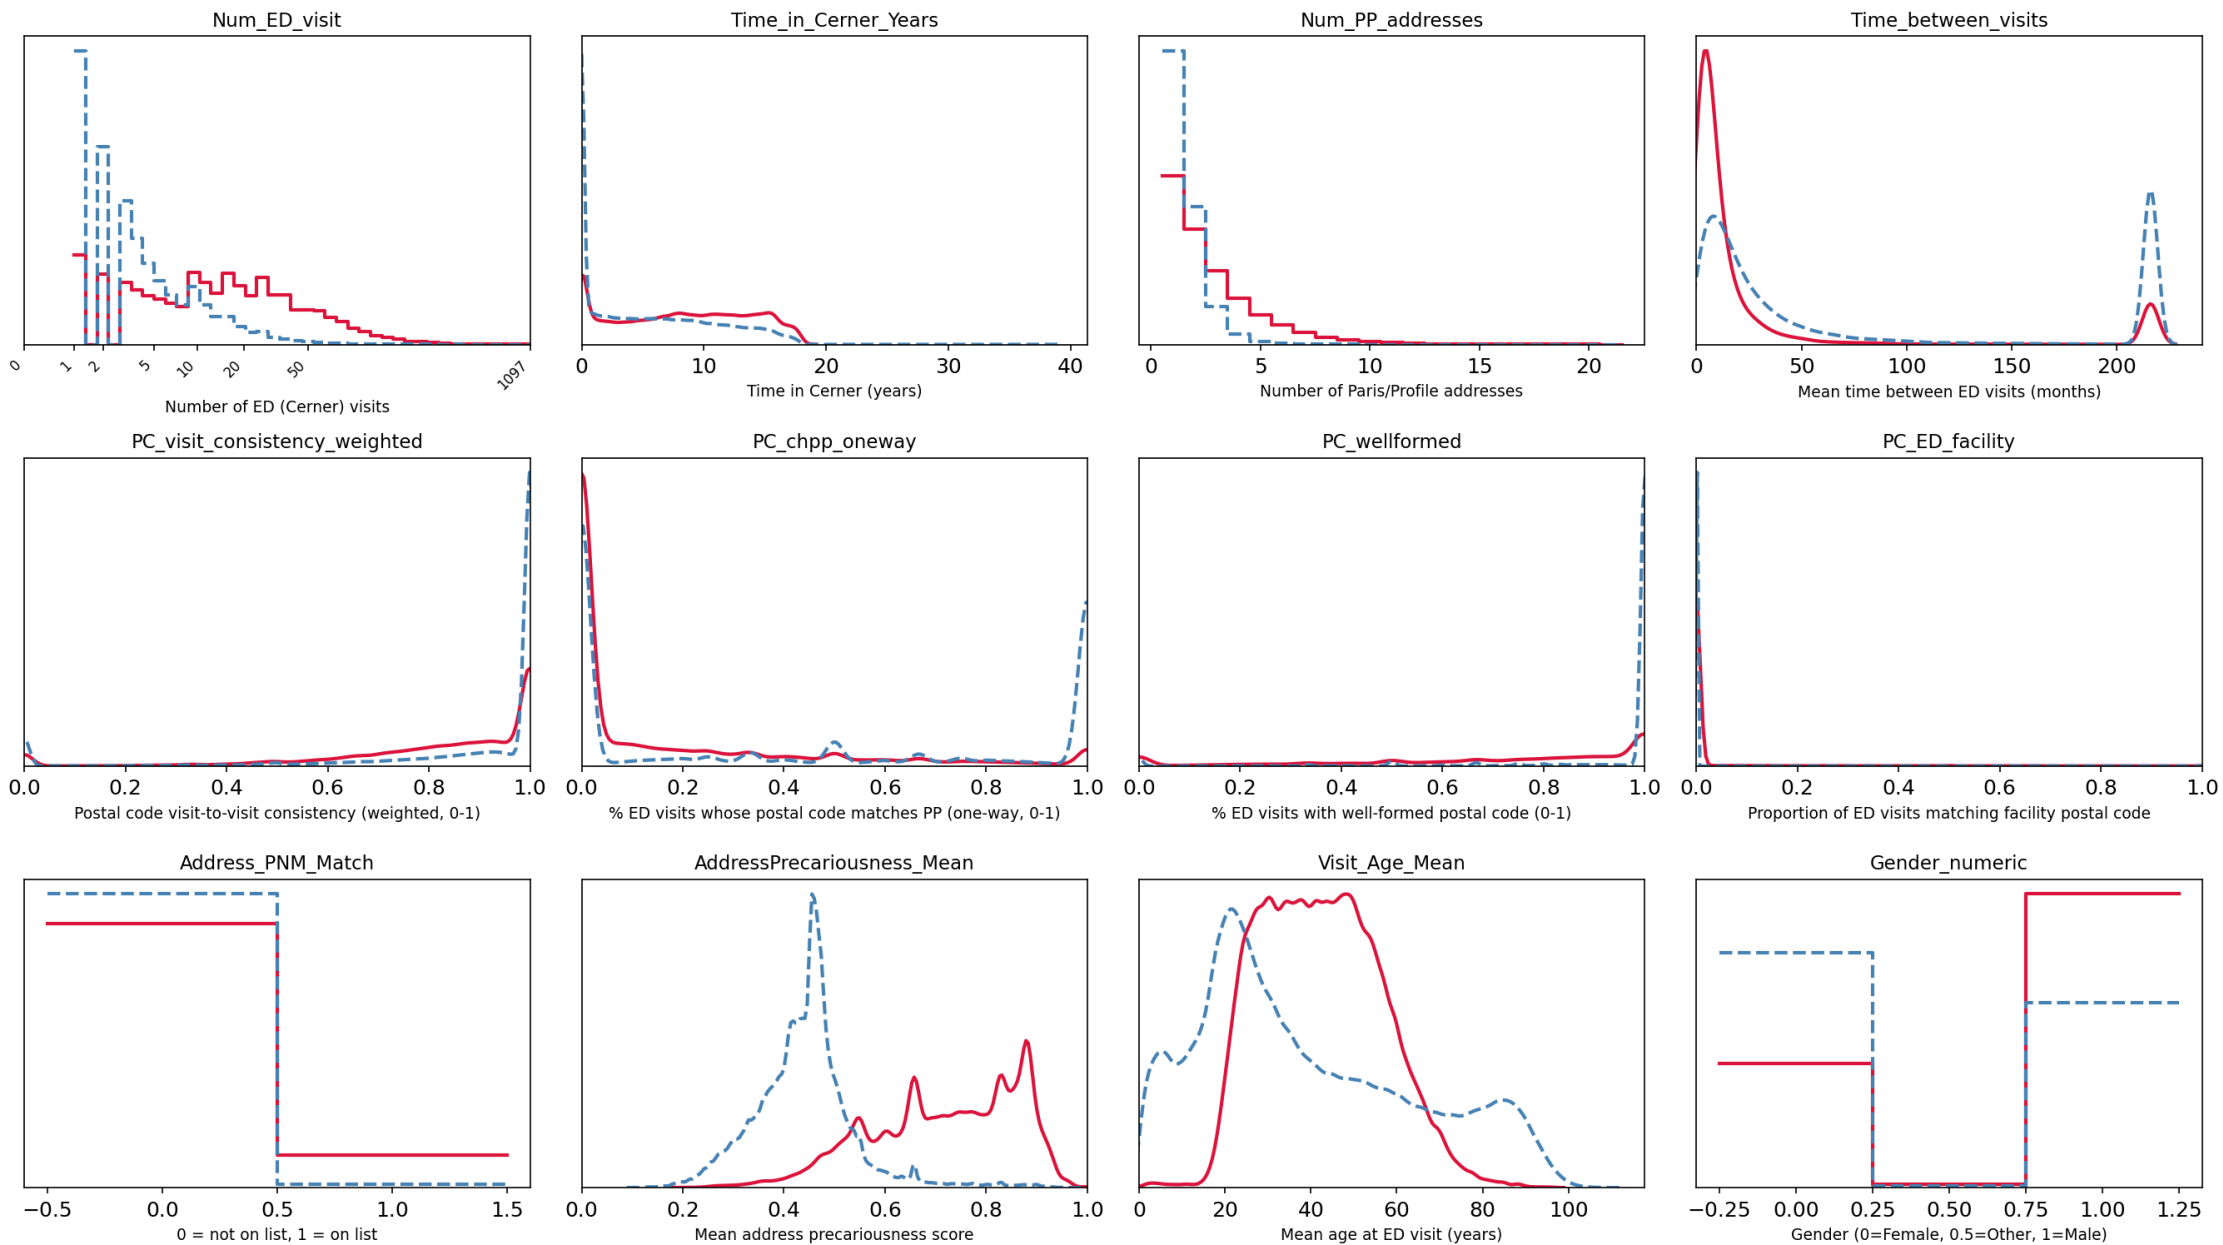 Num_ED_visit
0 1 2 5 10 20 50 1097
Number of ED (Cerner) visits
Time_in_Cerner_Years
0 10 20 30 40
Time in Cerner (years)
Num_PP_addresses
0 5 10 15 20
Number of Paris/Profile addresses
Time_between_visits
0 50 100 150 200
Mean time between ED visits (months)
PC_visit_consistency_weighted
0.0 0.2 0.4 0.6 0.8 1.0
Postal code visit-to-visit consistency (weighted, 0-1)
PC_chpp_oneway
0.0 0.2 0.4 0.6 0.8 1.0
% ED visits whose postal code matches PP (one-way, 0-1)
PC_wellformed
0.0 0.2 0.4 0.6 0.8 1.0
% ED visits with well-formed postal code (0-1)
PC_ED_facility
0.0 0.2 0.4 0.6 0.8 1.0
Proportion of ED visits matching facility postal code
Address_PNM_Match
−0.5 0.0 0.5 1.0 1.5
0 = not on list, 1 = on list
AddressPrecariousness_Mean
0.0 0.2 0.4 0.6 0.8 1.0
Mean address precariousness score
Visit_Age_Mean
0 20 40 60 80 100
Mean age at ED visit (years)
Gender_numeric
−0.25 0.00 0.25 0.50 0.75 1.00 1.25
Gender (0=Female, 0.5=Other, 1=Male)